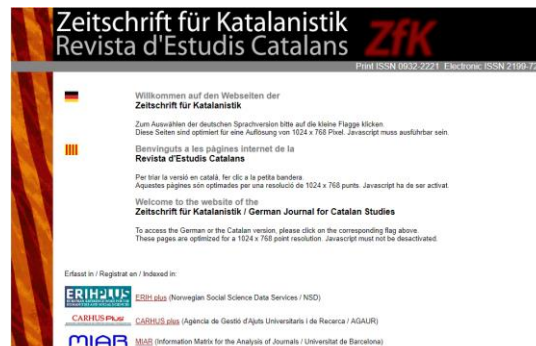 Zeitschrift für Katalanistik
Revista d'Estudis Catalans
ZfK
Print ISSN 0932-2221 Electronic ISSN 2199-72
Willkommen auf den Webseiten der
Zeitschrift für Katalanistik
Zum Auswählen der deutschen Sprachversion bitte auf die kleine Flagge klicken.
Diese Seiten sind optimiert für eine Auflösung von 1024 x 768 Pixel. Javascript muss ausführbar sein.
Benvinguts a les pàgines internet de la
Revista d'Estudis Catalans
Per triar la versió en català, fer clic a la petita bandera.
Aquestes pàgines són optimades per una resolució de 1024 x 768 punts. Javascript ha de ser activat.
Welcome to the website of the
Zeitschrift für Katalanistik / German Journal for Catalan Studies
To access the German or the Catalan version, please click on the corresponding flag above.
These pages are optimized for a 1024 x 768 point resolution. Javascript must not be desactivated.
Erfasst in / Registrat en / Indexed in:
ERIHPLUS
ERIH plus (Norwegian Social Science Data Services / NSD)
CARHUS Plus+
CARHUS plus (Agència de Gestió d'Ajuts Universitaris i de Recerca / AGAUR)
MIAR
MIAR (Information Matrix for the Analysis of Journals / Universitat de Barcelona)